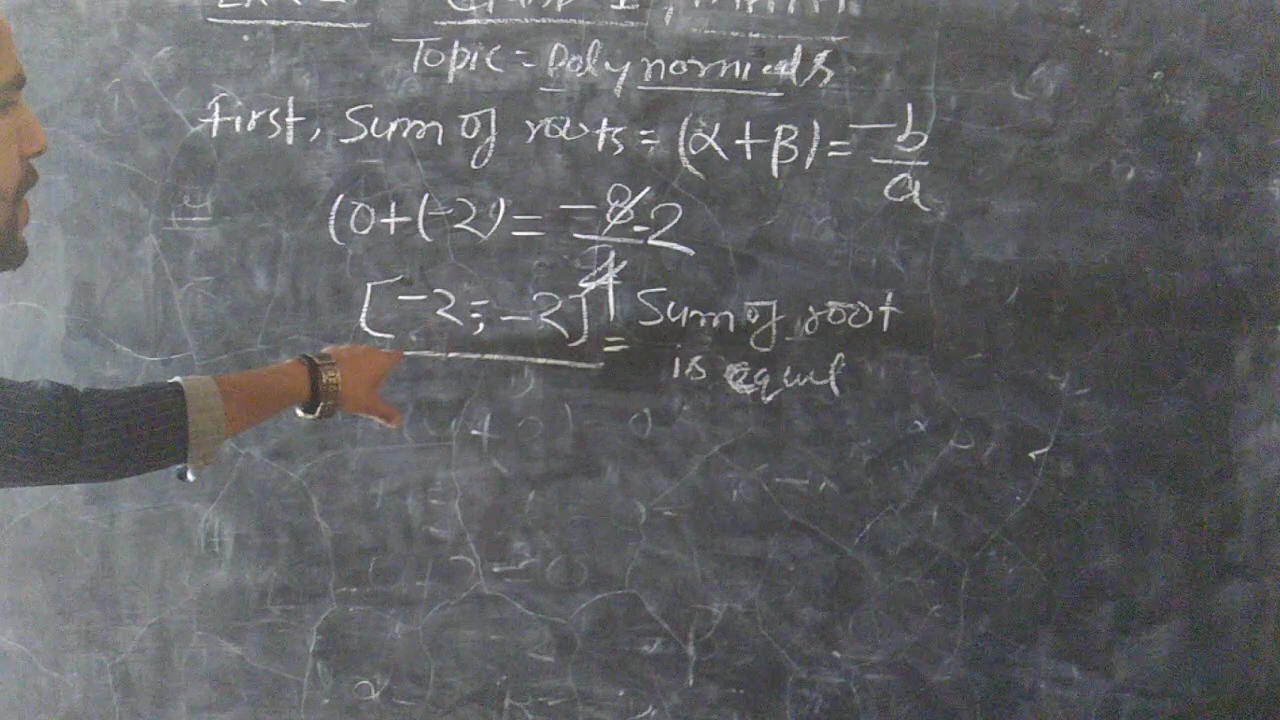 Topic = Polynomials
First, Sum of roots = (α+β) = -b/a
(0+(-2) = -8/4 -2
[-2 ; -2] = Sum of root
is equal